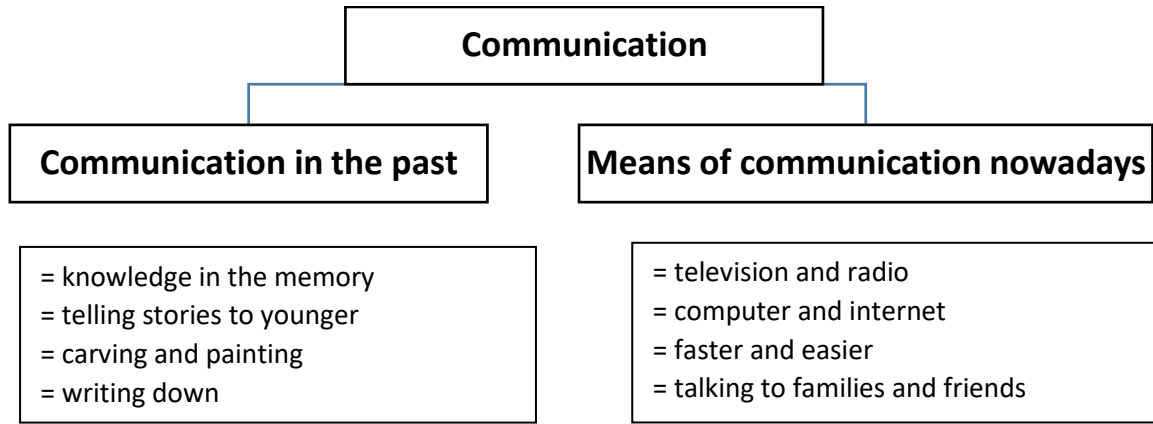 Communication
Communication in the past
Means of communication nowadays
= knowledge in the memory
= telling stories to younger
= carving and painting
= writing down
= television and radio
= computer and internet
= faster and easier
= talking to families and friends